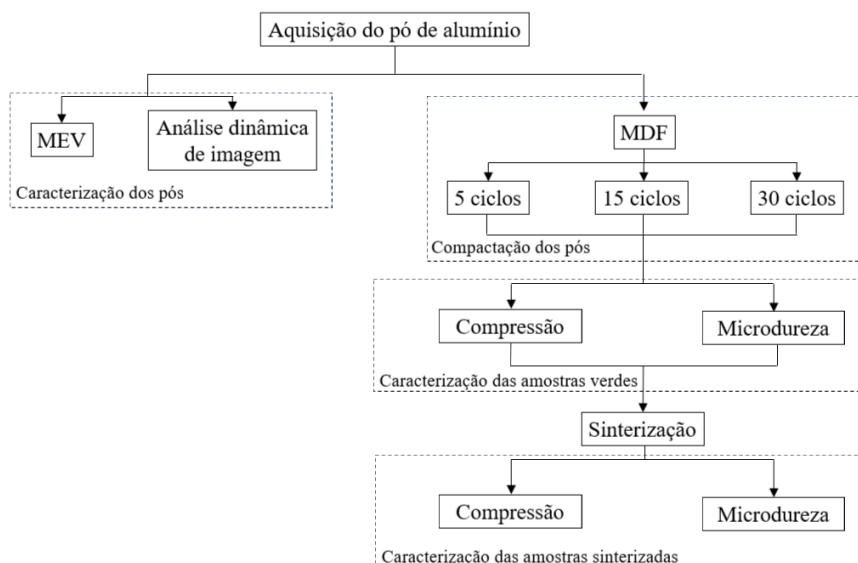 Aquisição do pó de alumínio
MEV
Análise dinâmica
de imagem
Caracterização dos pós
MDF
5 ciclos
15 ciclos
30 ciclos
Compactação dos pós
Compressão
Microdureza
Caracterização das amostras verdes
Sinterização
Compressão
Microdureza
Caracterização das amostras sinterizadas